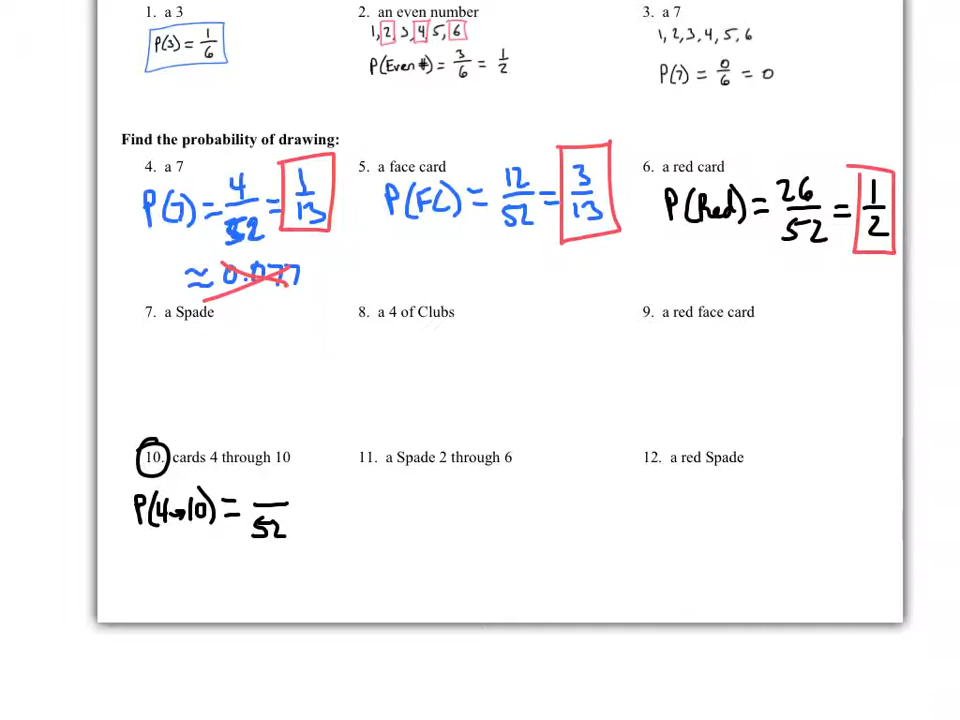 1. a 3
2. an even number
3. a 7
P(3) = 1/6
1, 2, 3, 4, 5, 6
P(Even #) = 3/6 = 1/2
1, 2, 3, 4, 5, 6
P(7) = 0/6 = 0
Find the probability of drawing:
4. a 7
5. a face card
6. a red card
P(7) = 4/52 = 1/13
≈ 0.077
P(FC) = 12/52 = 3/13
P(Red) = 26/52 = 1/2
7. a Spade
8. a 4 of Clubs
9. a red face card
10. cards 4 through 10
11. a Spade 2 through 6
12. a red Spade
P(4→10) = /52